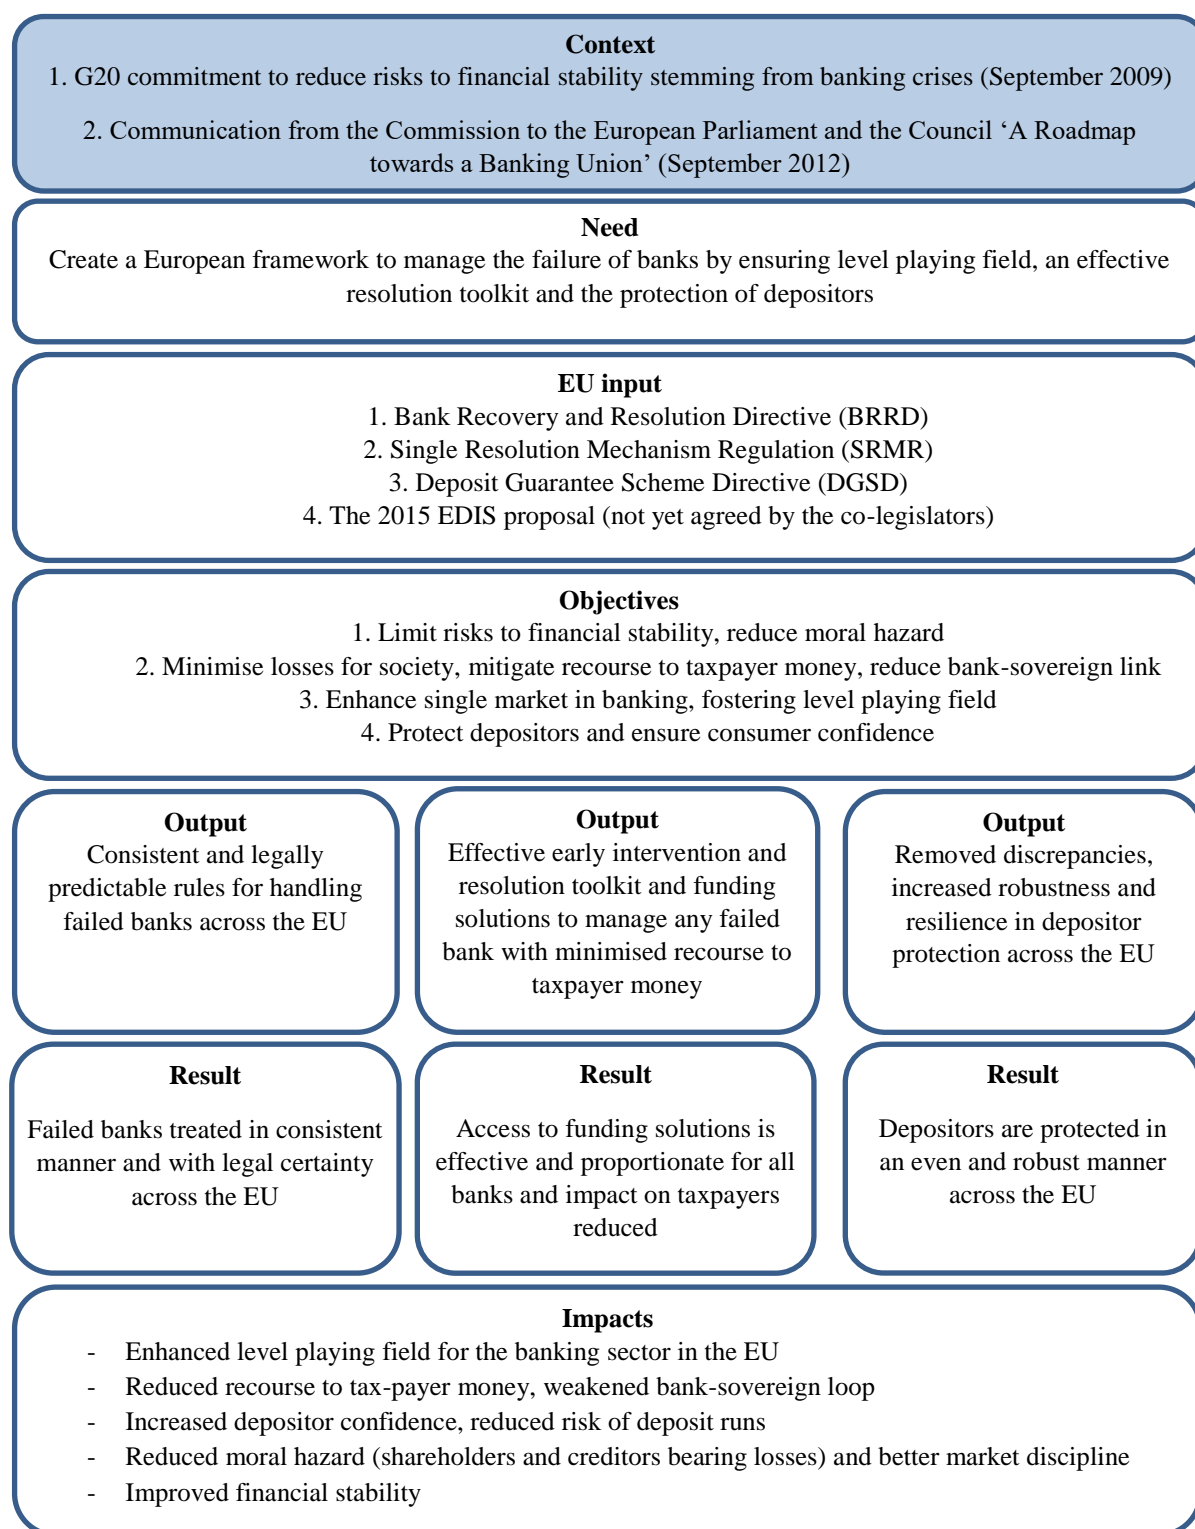 Context
1. G20 commitment to reduce risks to financial stability stemming from banking crises (September 2009)
2. Communication from the Commission to the European Parliament and the Council ‘A Roadmap
towards a Banking Union’ (September 2012)
Need
Create a European framework to manage the failure of banks by ensuring level playing field, an effective
resolution toolkit and the protection of depositors
EU input
1. Bank Recovery and Resolution Directive (BRRD)
2. Single Resolution Mechanism Regulation (SRMR)
3. Deposit Guarantee Scheme Directive (DGSD)
4. The 2015 EDIS proposal (not yet agreed by the co-legislators)
Objectives
1. Limit risks to financial stability, reduce moral hazard
2. Minimise losses for society, mitigate recourse to taxpayer money, reduce bank-sovereign link
3. Enhance single market in banking, fostering level playing field
4. Protect depositors and ensure consumer confidence
Output
Consistent and legally
predictable rules for handling
failed banks across the EU
Output
Effective early intervention and
resolution toolkit and funding
solutions to manage any failed
bank with minimised recourse to
taxpayer money
Output
Removed discrepancies,
increased robustness and
resilience in depositor
protection across the EU
Result
Failed banks treated in consistent
manner and with legal certainty
across the EU
Result
Access to funding solutions is
effective and proportionate for all
banks and impact on taxpayers
reduced
Result
Depositors are protected in
an even and robust manner
across the EU
Impacts
- Enhanced level playing field for the banking sector in the EU
- Reduced recourse to tax-payer money, weakened bank-sovereign loop
- Increased depositor confidence, reduced risk of deposit runs
- Reduced moral hazard (shareholders and creditors bearing losses) and better market discipline
- Improved financial stability